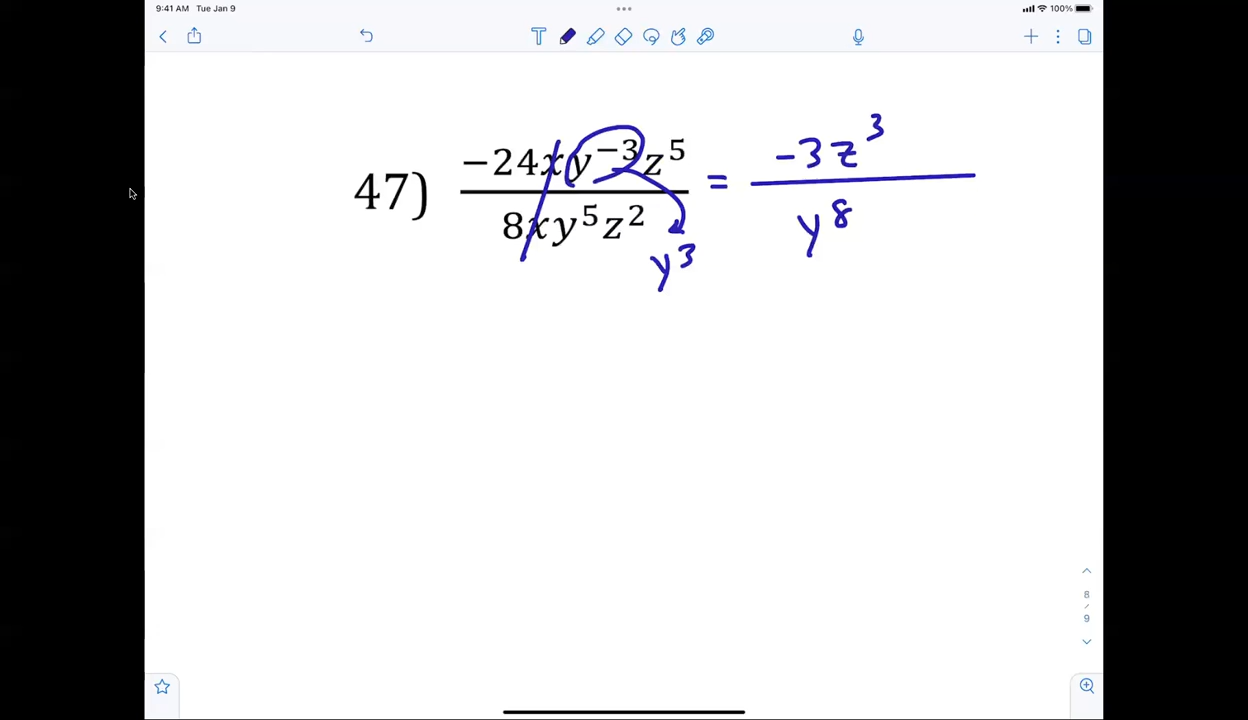 9:41 AM Tue Jan 9
100%
47) −24xy⁻³z⁵ / 8xy⁵z² = -3z³ / y⁸
y³
8
/
9